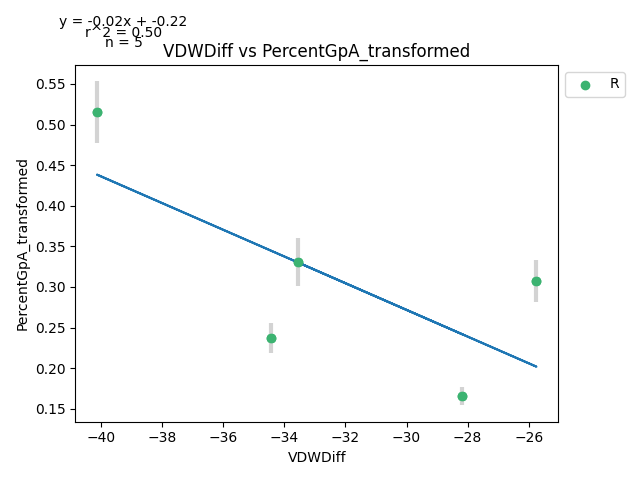 y = -0.02x + -0.22
r^2 = 0.50
n = 5
VDWDiff vs PercentGpA_transformed
R
PercentGpA_transformed
0.55
0.50
0.45
0.40
0.35
0.30
0.25
0.20
0.15
−40 −38 −36 −34 −32 −30 −28 −26
VDWDiff